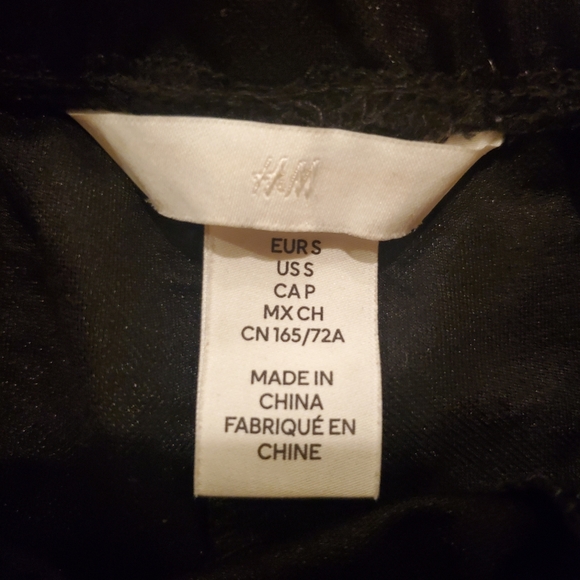 H&M
EUR S
US S
CA P
MX CH
CN 165/72A
MADE IN
CHINA
FABRIQUÉ EN
CHINE